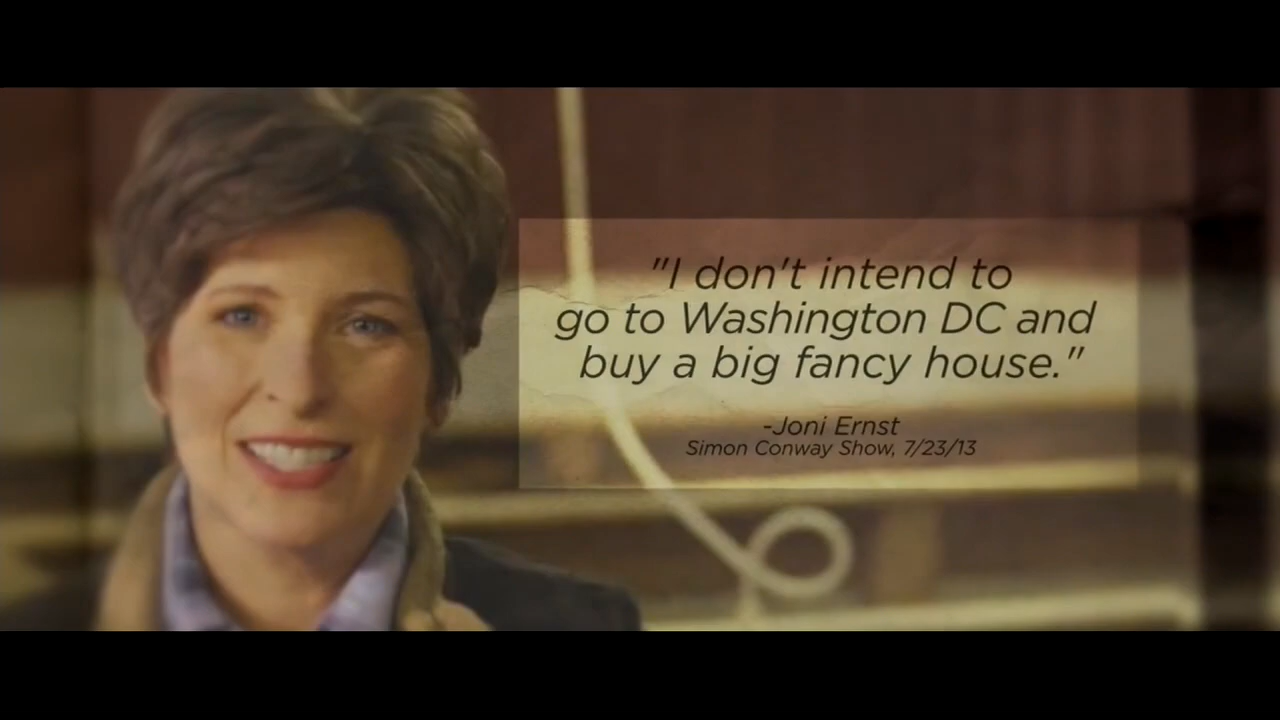 "I don't intend to
go to Washington DC and
buy a big fancy house."
-Joni Ernst
Simon Conway Show, 7/23/13